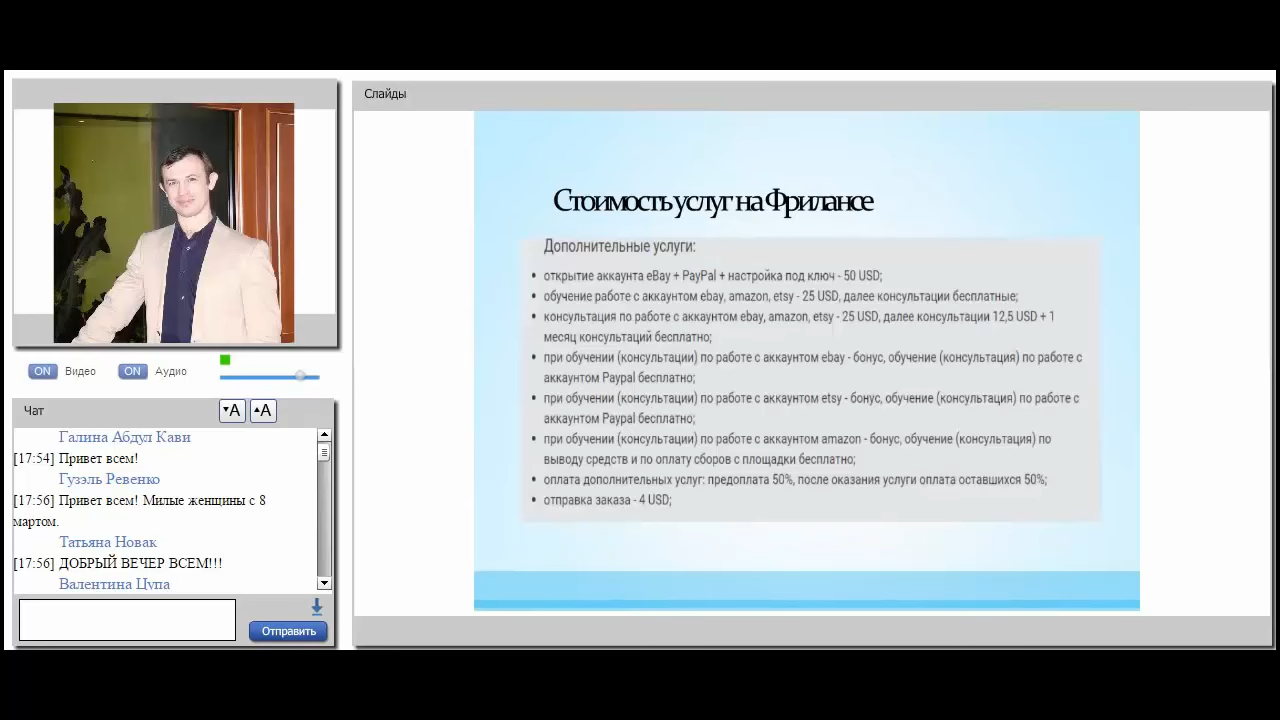 Слайды
Стоимость услуг на Фрилансе
Дополнительные услуги:
• открытие аккаунта eBay + PayPal + настройка под ключ - 50 USD;
• обучение работе с аккаунтом ebay, amazon, etsy - 25 USD, далее консультации бесплатные;
• консультация по работе с аккаунтом ebay, amazon, etsy - 25 USD, далее консультации 12,5 USD + 1
месяц консультаций бесплатно;
• при обучении (консультации) по работе с аккаунтом ebay - бонус, обучение (консультация) по работе с
аккаунтом Paypal бесплатно;
• при обучении (консультации) по работе с аккаунтом etsy - бонус, обучение (консультация) по работе с
аккаунтом Paypal бесплатно;
• при обучении (консультации) по работе с аккаунтом amazon - бонус, обучение (консультация) по
выводу средств и по оплату сборов с площадки бесплатно;
• оплата дополнительных услуг: предоплата 50%, после оказания услуги оплата оставшихся 50%;
• отправка заказа - 4 USD;
ON Видео ON Аудио
Чат
▾A ▴A
Галина Абдул Кави
[17:54] Привет всем!
Гузэль Ревенко
[17:56] Привет всем! Милые женщины с 8
мартом.
Татьяна Новак
[17:56] ДОБРЫЙ ВЕЧЕР ВСЕМ!!!
Валентина Цупа
Отправить